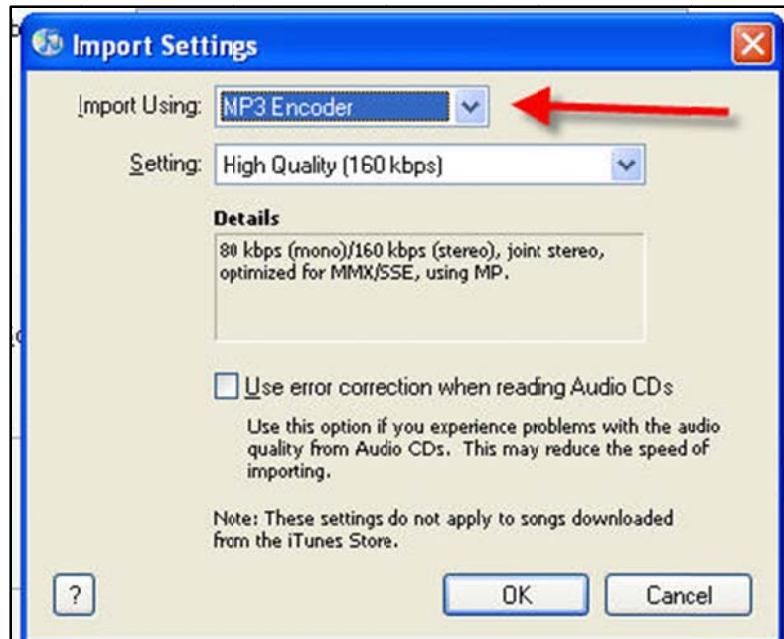 Import Settings
Import Using: MP3 Encoder
Setting: High Quality (160 kbps)
Details
80 kbps (mono)/160 kbps (stereo), joint stereo,
optimized for MMX/SSE, using MP.
Use error correction when reading Audio CDs
Use this option if you experience problems with the audio
quality from Audio CDs. This may reduce the speed of
importing.
Note: These settings do not apply to songs downloaded
from the iTunes Store.
?
OK Cancel